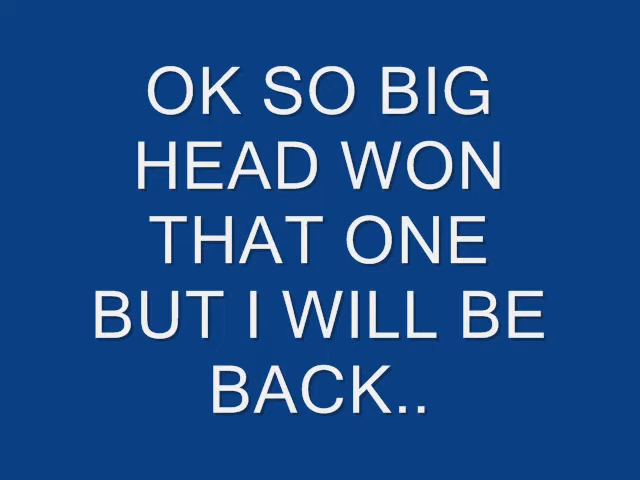 OK SO BIG
HEAD WON
THAT ONE
BUT I WILL BE
BACK..